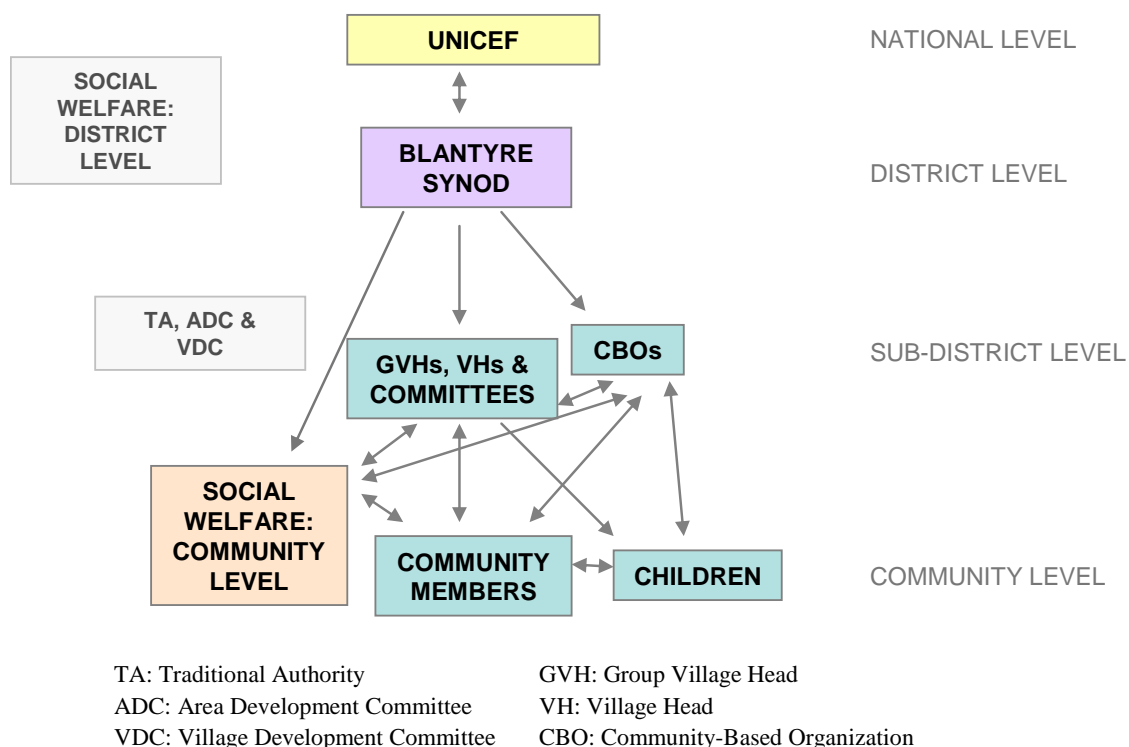 UNICEF
NATIONAL LEVEL
SOCIAL
WELFARE:
DISTRICT
LEVEL
BLANTYRE
SYNOD
DISTRICT LEVEL
TA, ADC &
VDC
GVHs, VHs &
COMMITTEES
CBOs
SUB-DISTRICT LEVEL
SOCIAL
WELFARE:
COMMUNITY
LEVEL
COMMUNITY
MEMBERS
CHILDREN
COMMUNITY LEVEL
TA: Traditional Authority
ADC: Area Development Committee
VDC: Village Development Committee
GVH: Group Village Head
VH: Village Head
CBO: Community-Based Organization